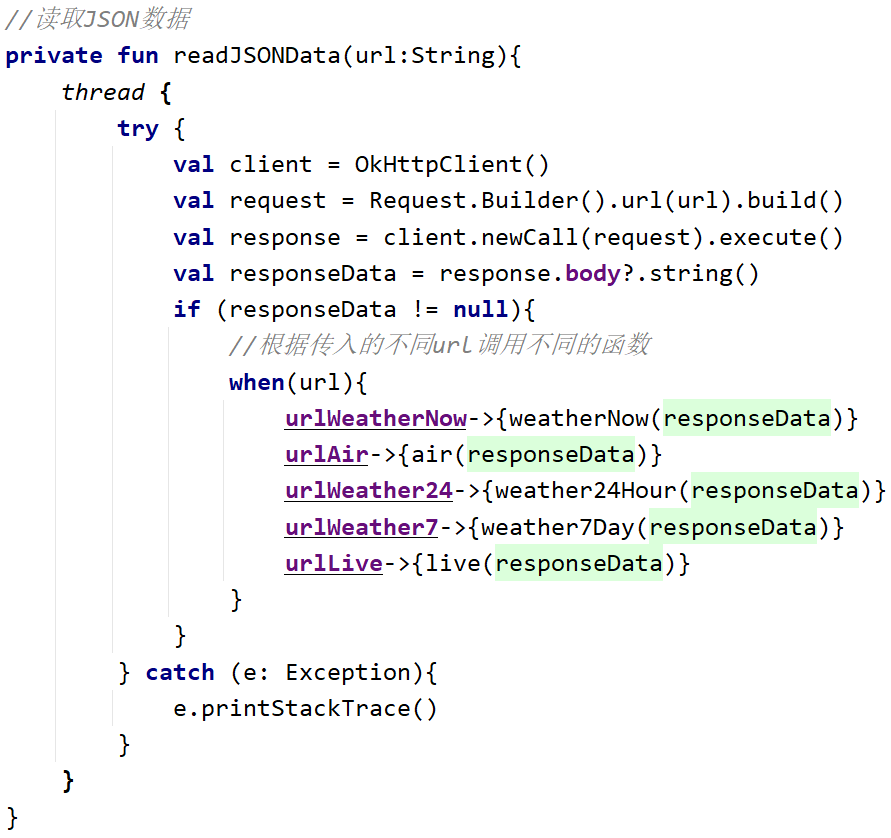 //读取JSON数据
private fun readJSONData(url:String){
    thread {
        try {
            val client = OkHttpClient()
            val request = Request.Builder().url(url).build()
            val response = client.newCall(request).execute()
            val responseData = response.body?.string()
            if (responseData != null){
                //根据传入的不同url调用不同的函数
                when(url){
                    urlWeatherNow->{weatherNow(responseData)}
                    urlAir->{air(responseData)}
                    urlWeather24->{weather24Hour(responseData)}
                    urlWeather7->{weather7Day(responseData)}
                    urlLive->{live(responseData)}
                }
            }
        } catch (e: Exception){
            e.printStackTrace()
        }
    }
}